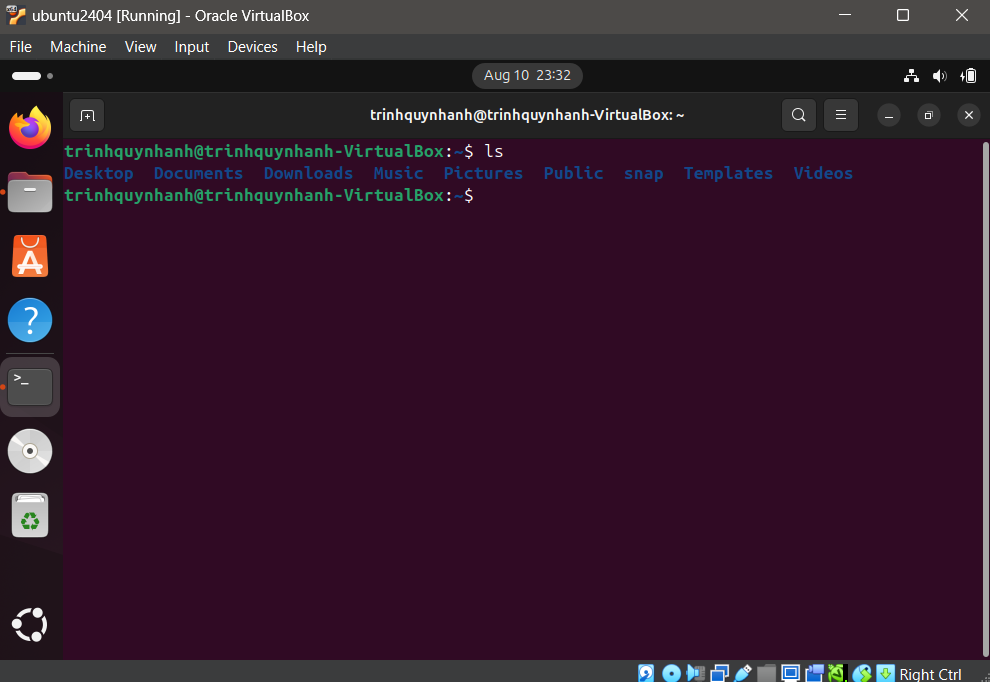 ubuntu2404 [Running] - Oracle VirtualBox
File Machine View Input Devices Help
Aug 10 23:32
trinhquynhanh@trinhquynhanh-VirtualBox: ~
trinhquynhanh@trinhquynhanh-VirtualBox:~$ ls
Desktop Documents Downloads Music Pictures Public snap Templates Videos
trinhquynhanh@trinhquynhanh-VirtualBox:~$
Right Ctrl